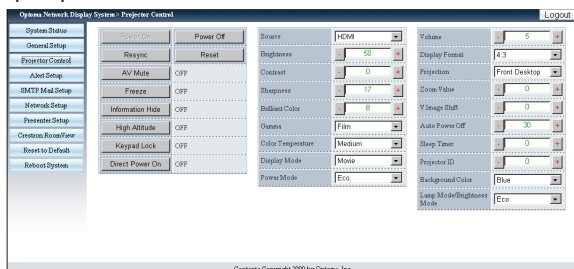 Optoma Network Display System > Projector Control
Logout
System Status
General Setup
Projector Control
Alert Setup
SMTP Mail Setup
Network Setup
Presenter Setup
Crestron RoomView
Reset to Default
Reboot System
Power On Power Off
Resync Reset
AV Mute OFF
Freeze OFF
Information Hide OFF
High Altitude OFF
Keypad Lock OFF
Direct Power On OFF
Source HDMI
Brightness - 50 +
Contrast - 0 +
Sharpness - 17 +
Brilliant Color - 8 +
Gamma Film
Color Temperature Medium
Display Mode Movie
Power Mode Eco.
Volume - 5 +
Display Format 4:3
Projection Front Desktop
Zoom Value - 0 +
V Image Shift - 0 +
Auto Power Off - 30 +
Sleep Timer - 0 +
Projector ID - 0 +
Background Color Blue
Lamp Mode/Brightness
Mode Eco
Contents Copyright 2009 by Optoma, Inc.